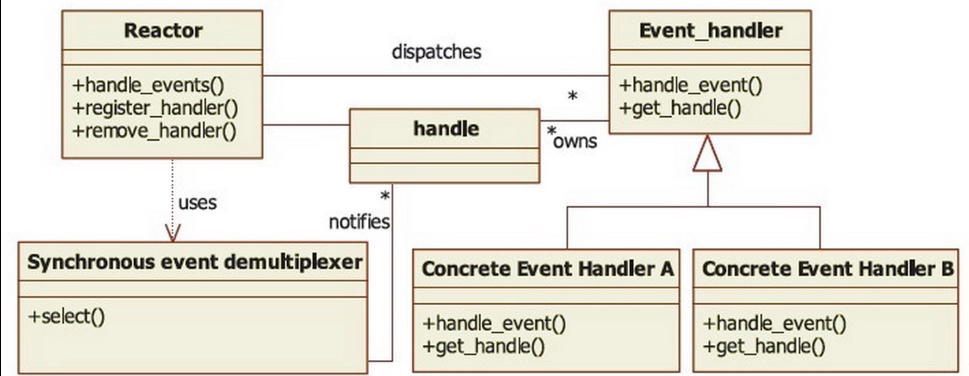 Reactor
+handle_events()
+register_handler()
+remove_handler()
dispatches
*
Event_handler
+handle_event()
+get_handle()
handle
*
owns
uses
*
notifies
Synchronous event demultiplexer
+select()
Concrete Event Handler A
+handle_event()
+get_handle()
Concrete Event Handler B
+handle_event()
+get_handle()